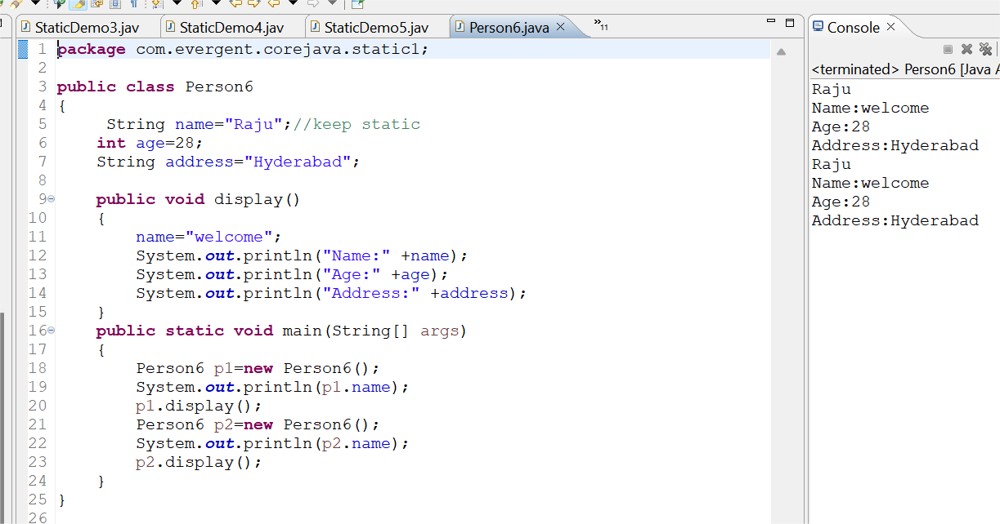 StaticDemo3.jav StaticDemo4.jav StaticDemo5.jav Person6.java »11
Console
<terminated> Person6 [Java A
1 package com.evergent.corejava.static1;
2
3 public class Person6
4 {
5 String name="Raju";//keep static
6 int age=28;
7 String address="Hyderabad";
8
9 public void display()
10 {
11 name="welcome";
12 System.out.println("Name:" +name);
13 System.out.println("Age:" +age);
14 System.out.println("Address:" +address);
15 }
16 public static void main(String[] args)
17 {
18 Person6 p1=new Person6();
19 System.out.println(p1.name);
20 p1.display();
21 Person6 p2=new Person6();
22 System.out.println(p2.name);
23 p2.display();
24 }
25 }
26
Raju
Name:welcome
Age:28
Address:Hyderabad
Raju
Name:welcome
Age:28
Address:Hyderabad